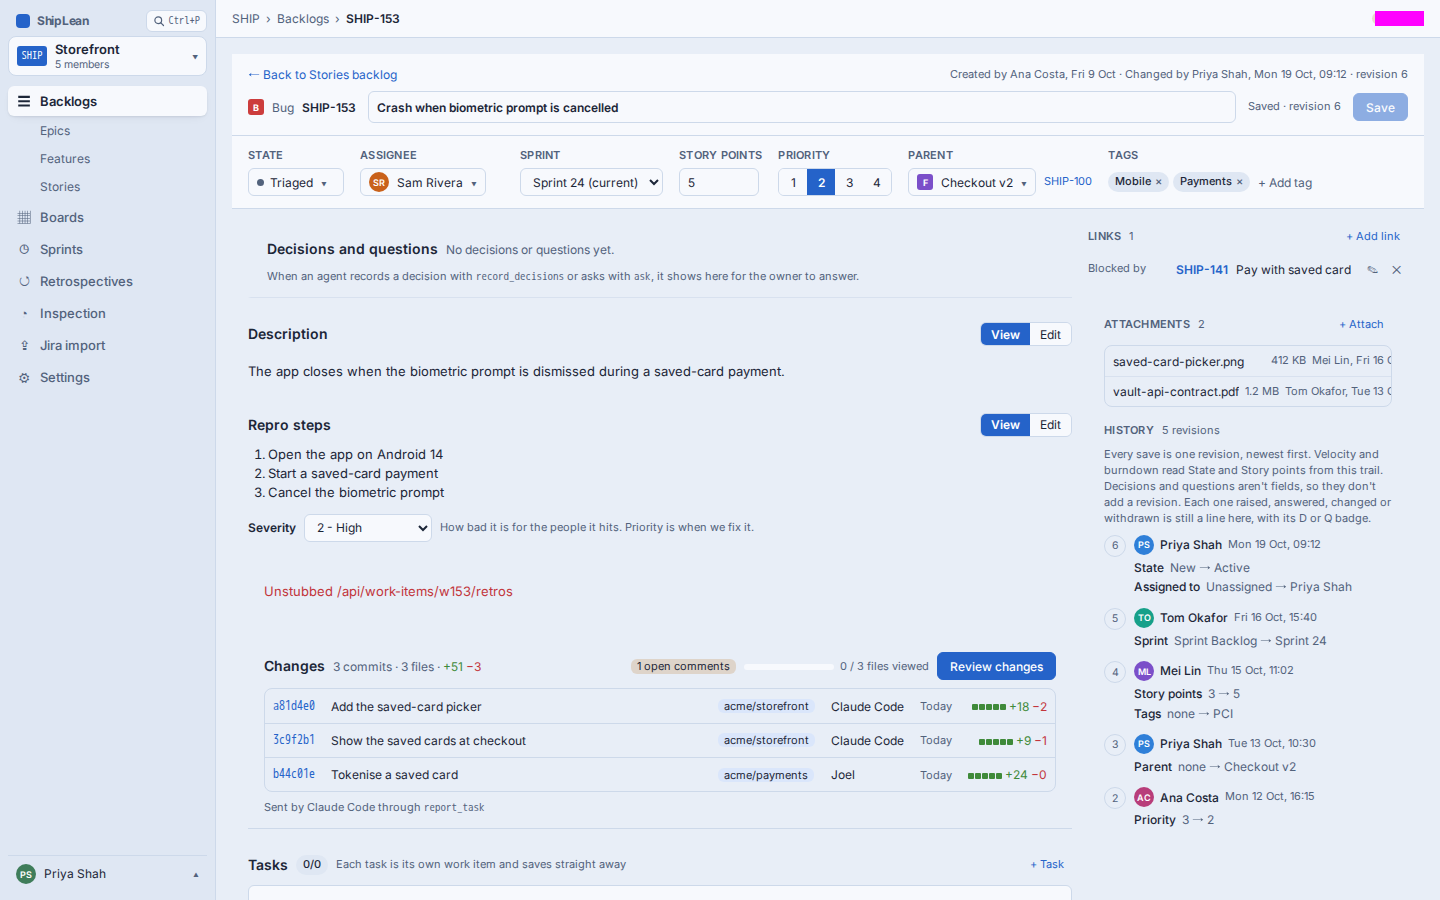 ShipLean
Ctrl+P
SHIP
Storefront
5 members
Backlogs
Epics
Features
Stories
Boards
Sprints
Retrospectives
Inspection
Jira import
Settings
PS Priya Shah
SHIP › Backlogs › SHIP-153
← Back to Stories backlog
Created by Ana Costa, Fri 9 Oct · Changed by Priya Shah, Mon 19 Oct, 09:12 · revision 6
B Bug SHIP-153 Crash when biometric prompt is cancelled Saved · revision 6 Save
STATE ASSIGNEE SPRINT STORY POINTS PRIORITY PARENT TAGS
Triaged SR Sam Rivera Sprint 24 (current) 5 1 2 3 4 F Checkout v2 SHIP-100 Mobile × Payments × + Add tag
Decisions and questions No decisions or questions yet.
When an agent records a decision with record_decisions or asks with ask, it shows here for the owner to answer.
Description View Edit
The app closes when the biometric prompt is dismissed during a saved-card payment.
Repro steps View Edit
1. Open the app on Android 14
2. Start a saved-card payment
3. Cancel the biometric prompt
Severity 2 - High How bad it is for the people it hits. Priority is when we fix it.
Unstubbed /api/work-items/w153/retros
Changes 3 commits · 3 files · +51 −3 1 open comments 0 / 3 files viewed Review changes
a81d4e0 Add the saved-card picker acme/storefront Claude Code Today +18 −2
3c9f2b1 Show the saved cards at checkout acme/storefront Claude Code Today +9 −1
b44c01e Tokenise a saved card acme/payments Joel Today +24 −0
Sent by Claude Code through report_task
Tasks 0/0 Each task is its own work item and saves straight away + Task
LINKS 1 + Add link
Blocked by SHIP-141 Pay with saved card
ATTACHMENTS 2 + Attach
saved-card-picker.png 412 KB Mei Lin, Fri 16
vault-api-contract.pdf 1.2 MB Tom Okafor, Tue 13
HISTORY 5 revisions
Every save is one revision, newest first. Velocity and
burndown read State and Story points from this trail.
Decisions and questions aren't fields, so they don't
add a revision. Each one raised, answered, changed or
withdrawn is still a line here, with its D or Q badge.
6 PS Priya Shah Mon 19 Oct, 09:12
State New → Active
Assigned to Unassigned → Priya Shah
5 TO Tom Okafor Fri 16 Oct, 15:40
Sprint Sprint Backlog → Sprint 24
4 ML Mei Lin Thu 15 Oct, 11:02
Story points 3 → 5
Tags none → PCI
3 PS Priya Shah Tue 13 Oct, 10:30
Parent none → Checkout v2
2 AC Ana Costa Mon 12 Oct, 16:15
Priority 3 → 2